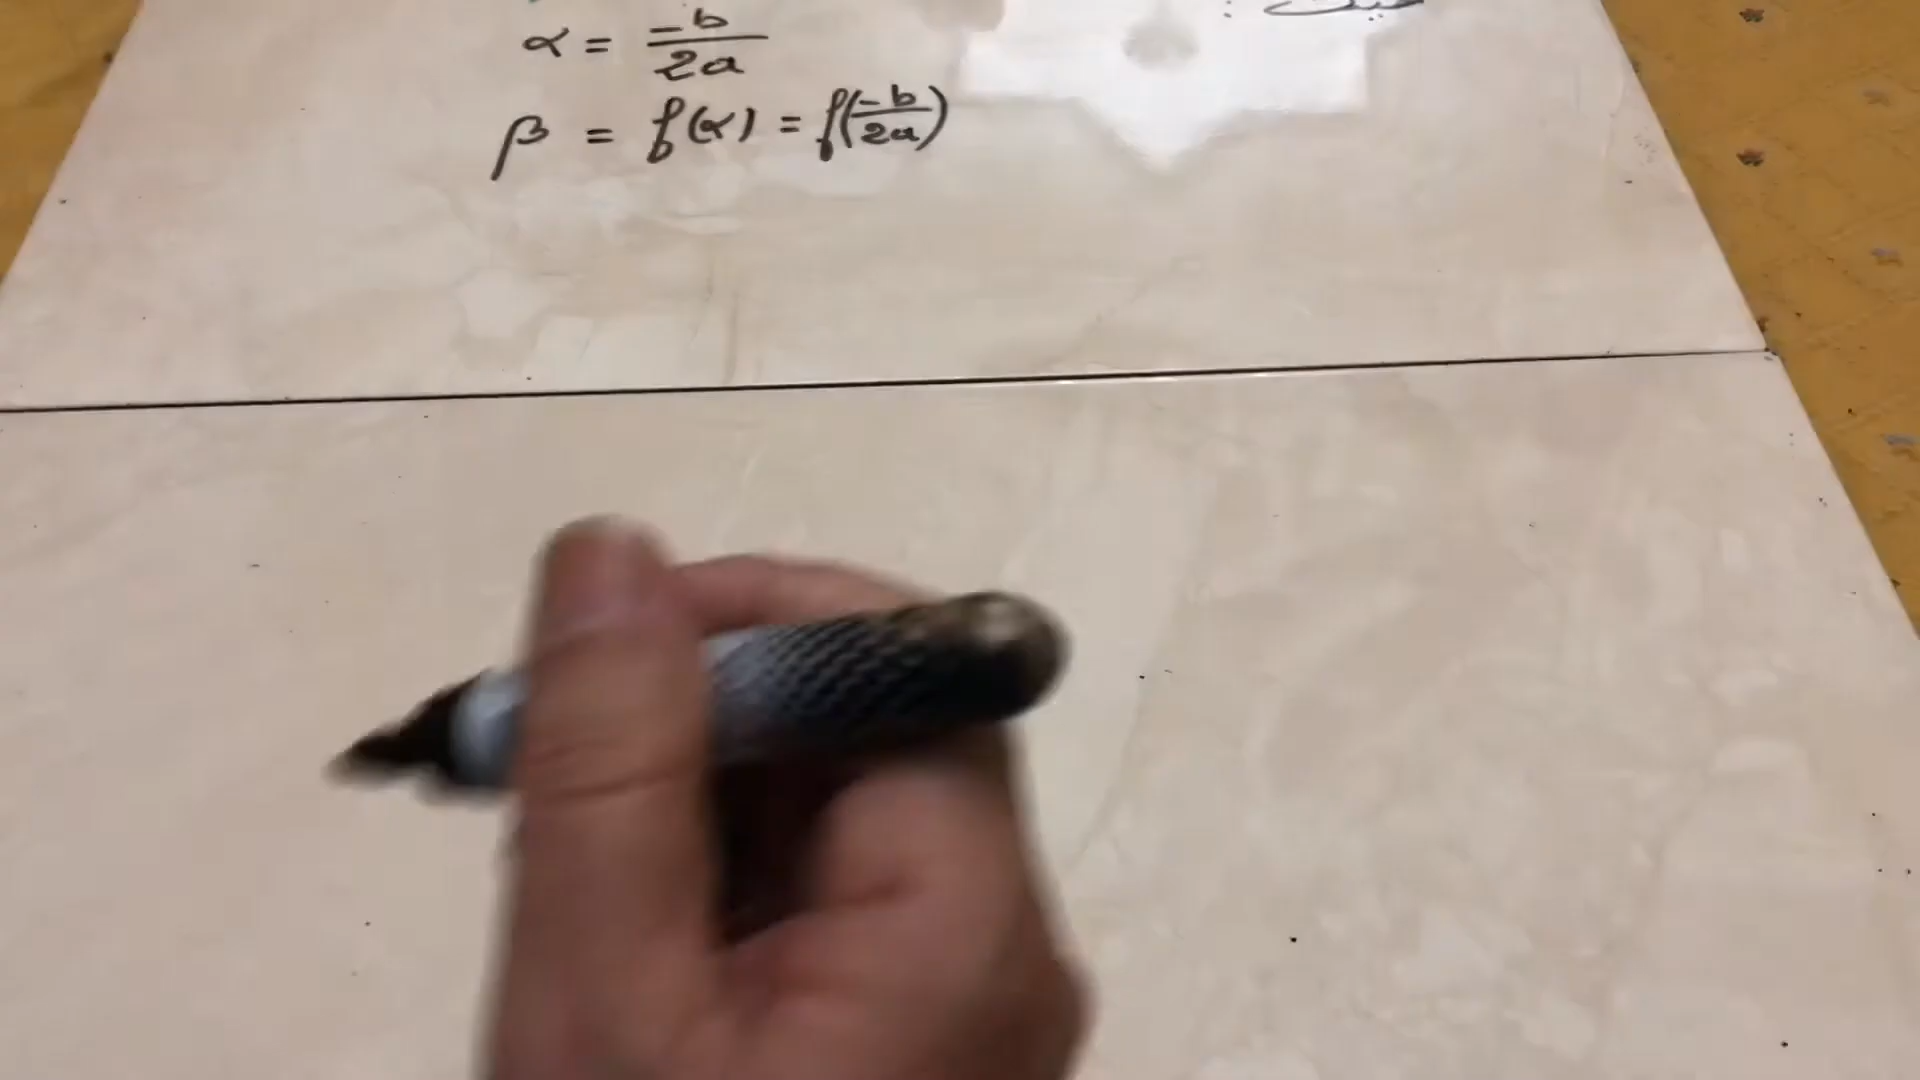 α = -b/2a
β = f(α) = f(-b/2a)